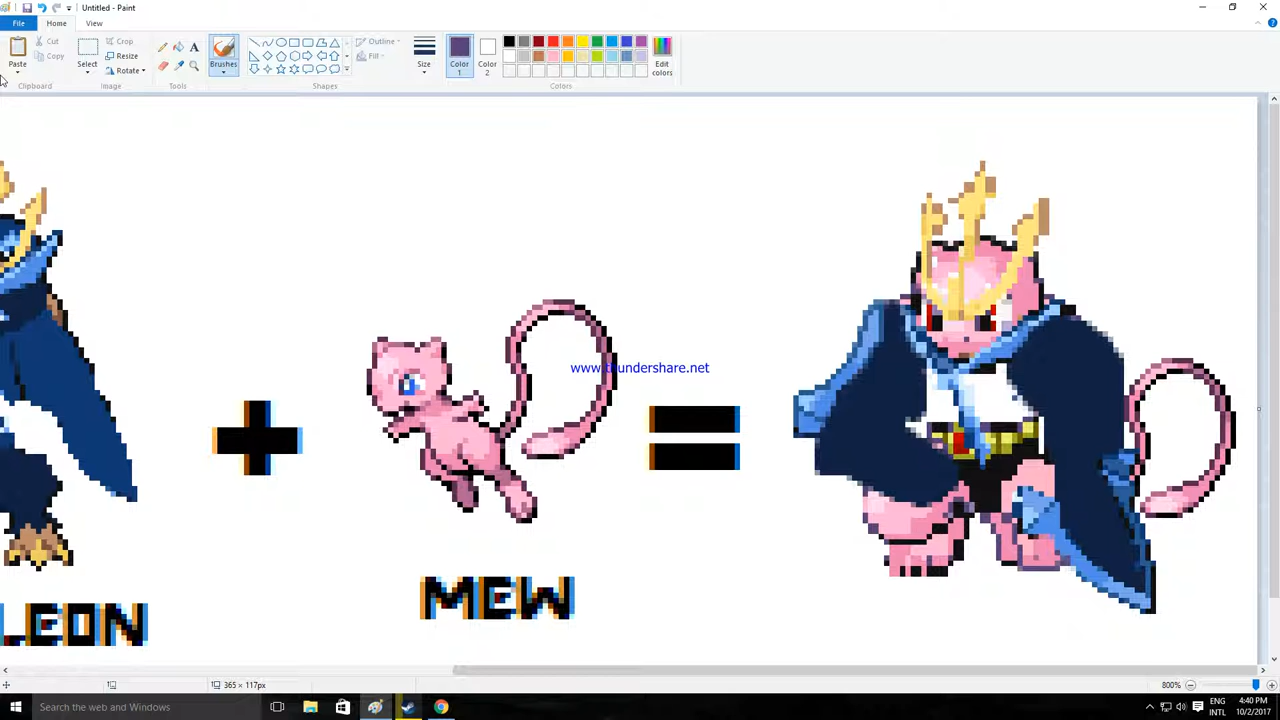 Untitled - Paint
File
Home
View
Paste
Cut
Copy
Clipboard
Select
Crop
Resize
Rotate
Image
Tools
A
Brushes
Shapes
Outline
Fill
Size
Color 1
Color 2
Edit colors
Colors
www.thundershare.net
LEON
+
MEW
=
365 × 117px
800%
Search the web and Windows
ENG
INTL
4:40 PM
10/2/2017